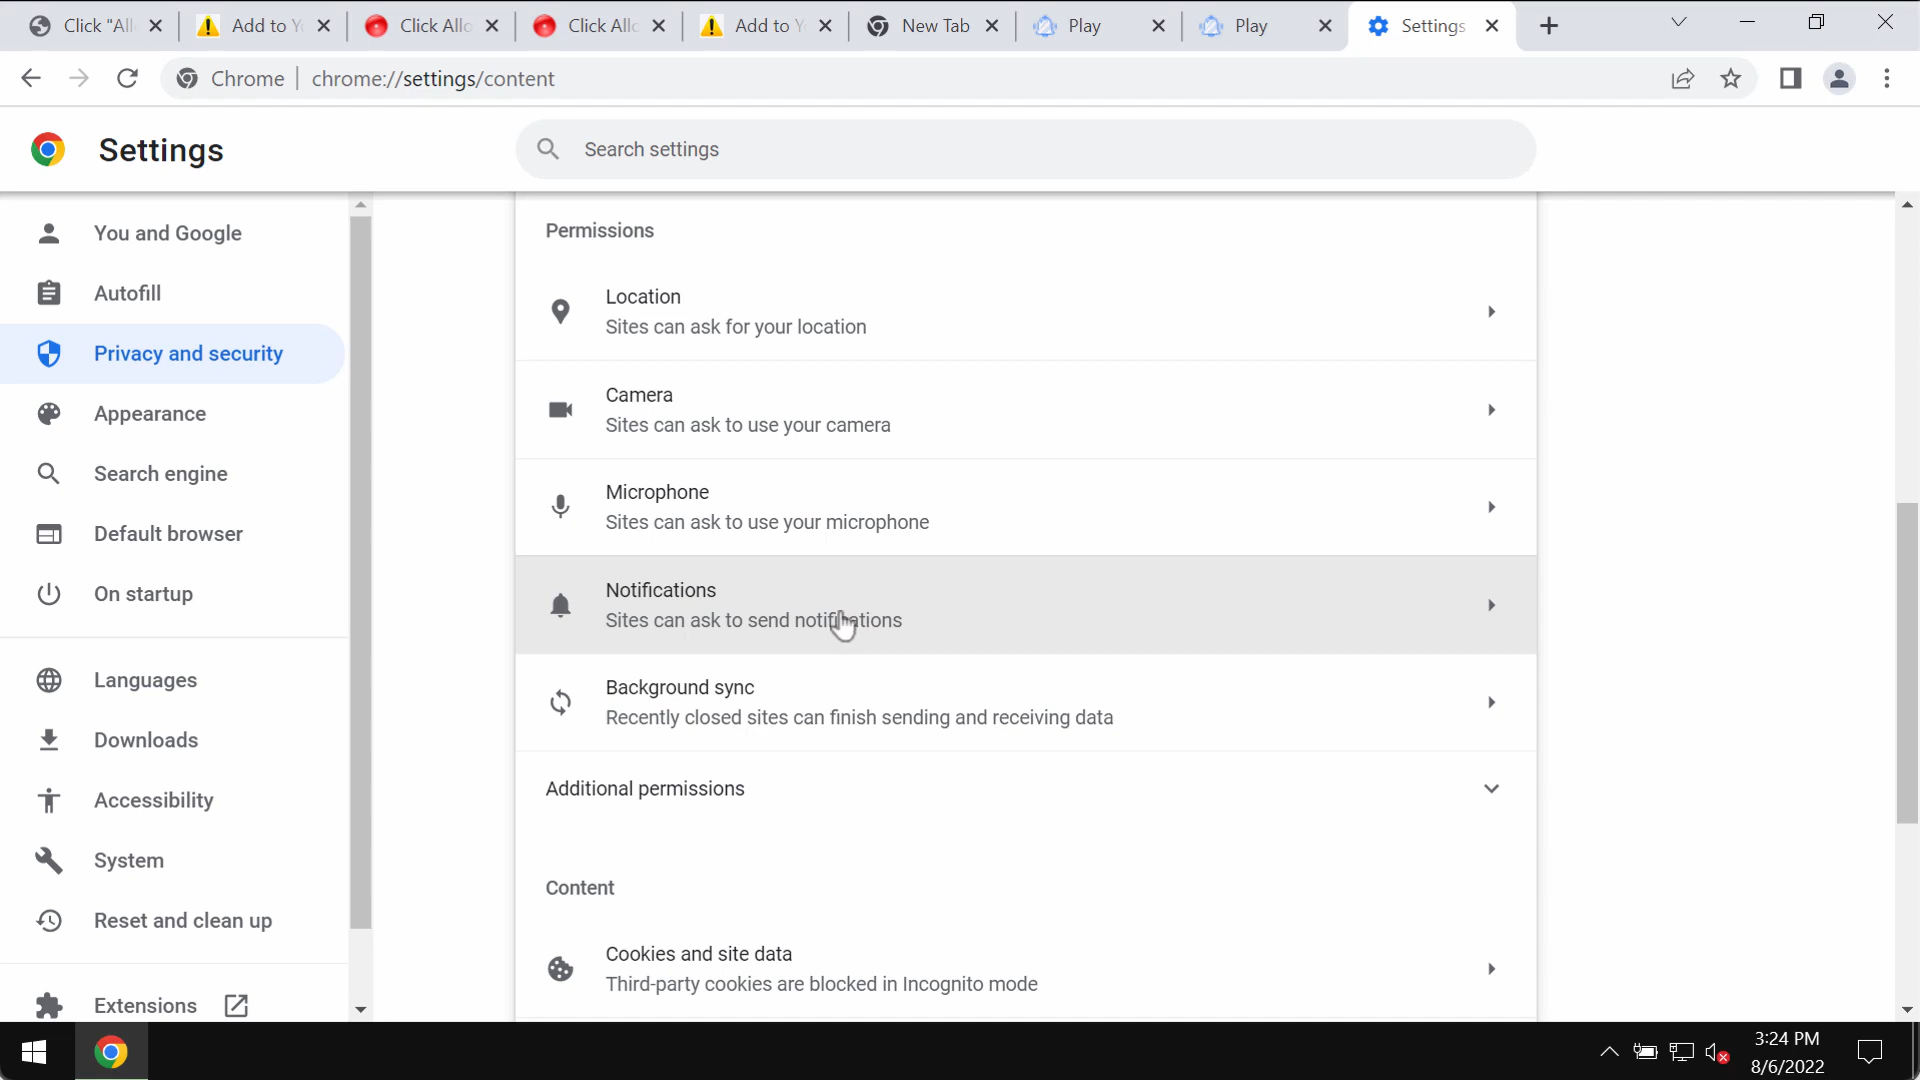 Click "All
Add to Yo
Click Allo
Click Allo
Add to Yo
New Tab
Play
Play
Settings
Chrome
chrome://settings/content
Settings
Search settings
You and Google
Autofill
Privacy and security
Appearance
Search engine
Default browser
On startup
Languages
Downloads
Accessibility
System
Reset and clean up
Extensions
Permissions
Location
Sites can ask for your location
Camera
Sites can ask to use your camera
Microphone
Sites can ask to use your microphone
Notifications
Sites can ask to send notifications
Background sync
Recently closed sites can finish sending and receiving data
Additional permissions
Content
Cookies and site data
Third-party cookies are blocked in Incognito mode
3:24 PM
8/6/2022